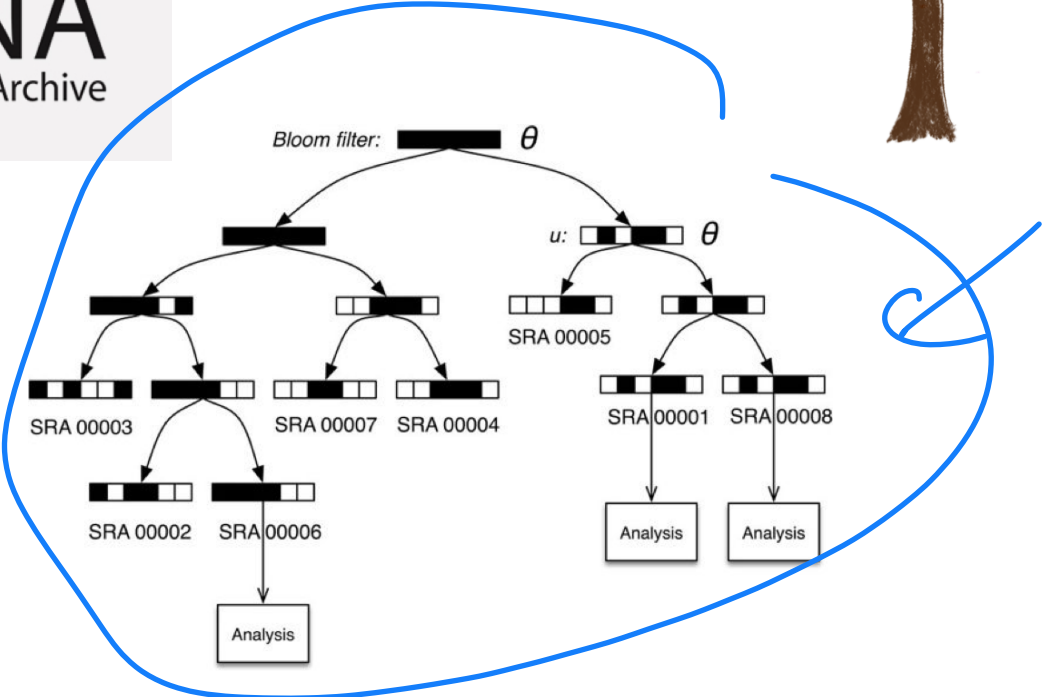 NA
Archive
Bloom filter: θ
u: θ
SRA 00005
SRA 00003
SRA 00007
SRA 00004
SRA 00001
SRA 00008
SRA 00002
SRA 00006
Analysis
Analysis
Analysis